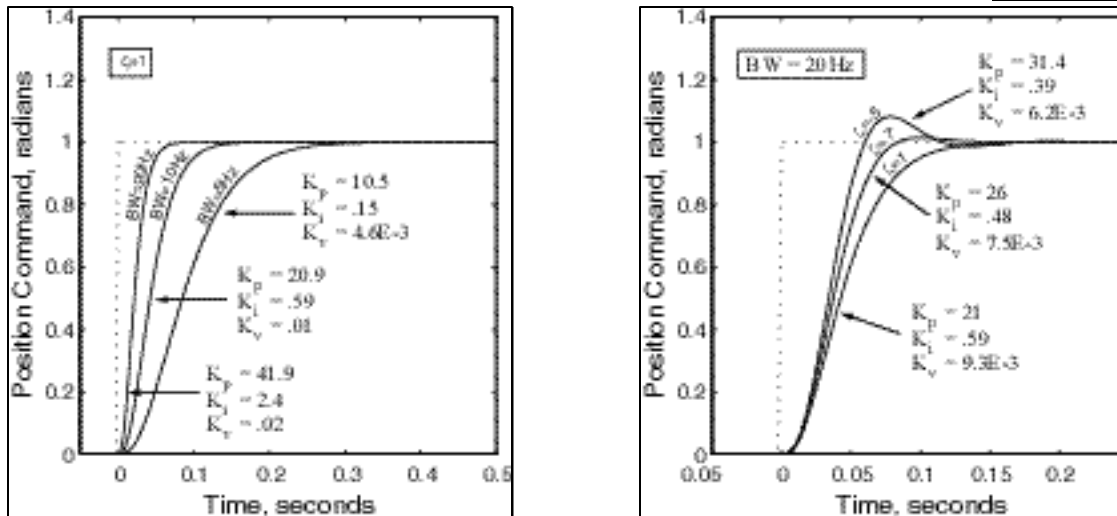 1.4
1.2
1
0.8
0.6
0.4
0.2
0
Position Command, radians
ζ=1
BW=20Hz
BW=10Hz
BW=5Hz
K_p = 10.5
K_i = .15
K_v = 4.6E-3
K_p = 20.9
K_i = .59
K_v = .01
K_p = 41.9
K_i = 2.4
K_v = .02
0 0.1 0.2 0.3 0.4 0.5
Time, seconds
1.4
1.2
1
0.8
0.6
0.4
0.2
0
Position Command, radians
BW = 20Hz
ζ=.5
ζ=.7
ζ=1
K_p = 31.4
K_i = .39
K_v = 6.2E-3
K_p = 26
K_i = .48
K_v = 7.5E-3
K_p = 21
K_i = .59
K_v = 9.3E-3
0.05 0 0.05 0.1 0.15 0.2
Time, seconds